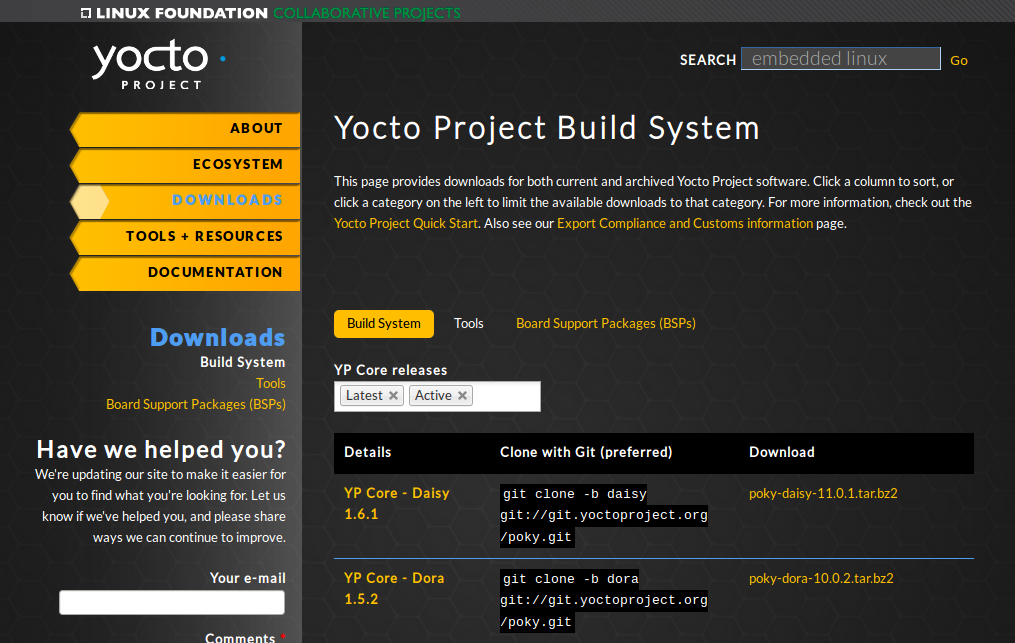 LINUX FOUNDATION COLLABORATIVE PROJECTS
yocto
PROJECT
SEARCH embedded linux Go
ABOUT
ECOSYSTEM
DOWNLOADS
TOOLS + RESOURCES
DOCUMENTATION
Downloads
Build System
Tools
Board Support Packages (BSPs)
Have we helped you?
We're updating our site to make it easier for
you to find what you're looking for. Let us
know if we've helped you, and please share
ways we can continue to improve.
Your e-mail
Comments *
Yocto Project Build System
This page provides downloads for both current and archived Yocto Project software. Click a column to sort, or
click a category on the left to limit the available downloads to that category. For more information, check out the
Yocto Project Quick Start. Also see our Export Compliance and Customs information page.
Build System Tools Board Support Packages (BSPs)
YP Core releases
Latest Active
Details Clone with Git (preferred) Download
YP Core - Daisy git clone -b daisy poky-daisy-11.0.1.tar.bz2
1.6.1 git://git.yoctoproject.org
/poky.git
YP Core - Dora git clone -b dora poky-dora-10.0.2.tar.bz2
1.5.2 git://git.yoctoproject.org
/poky.git